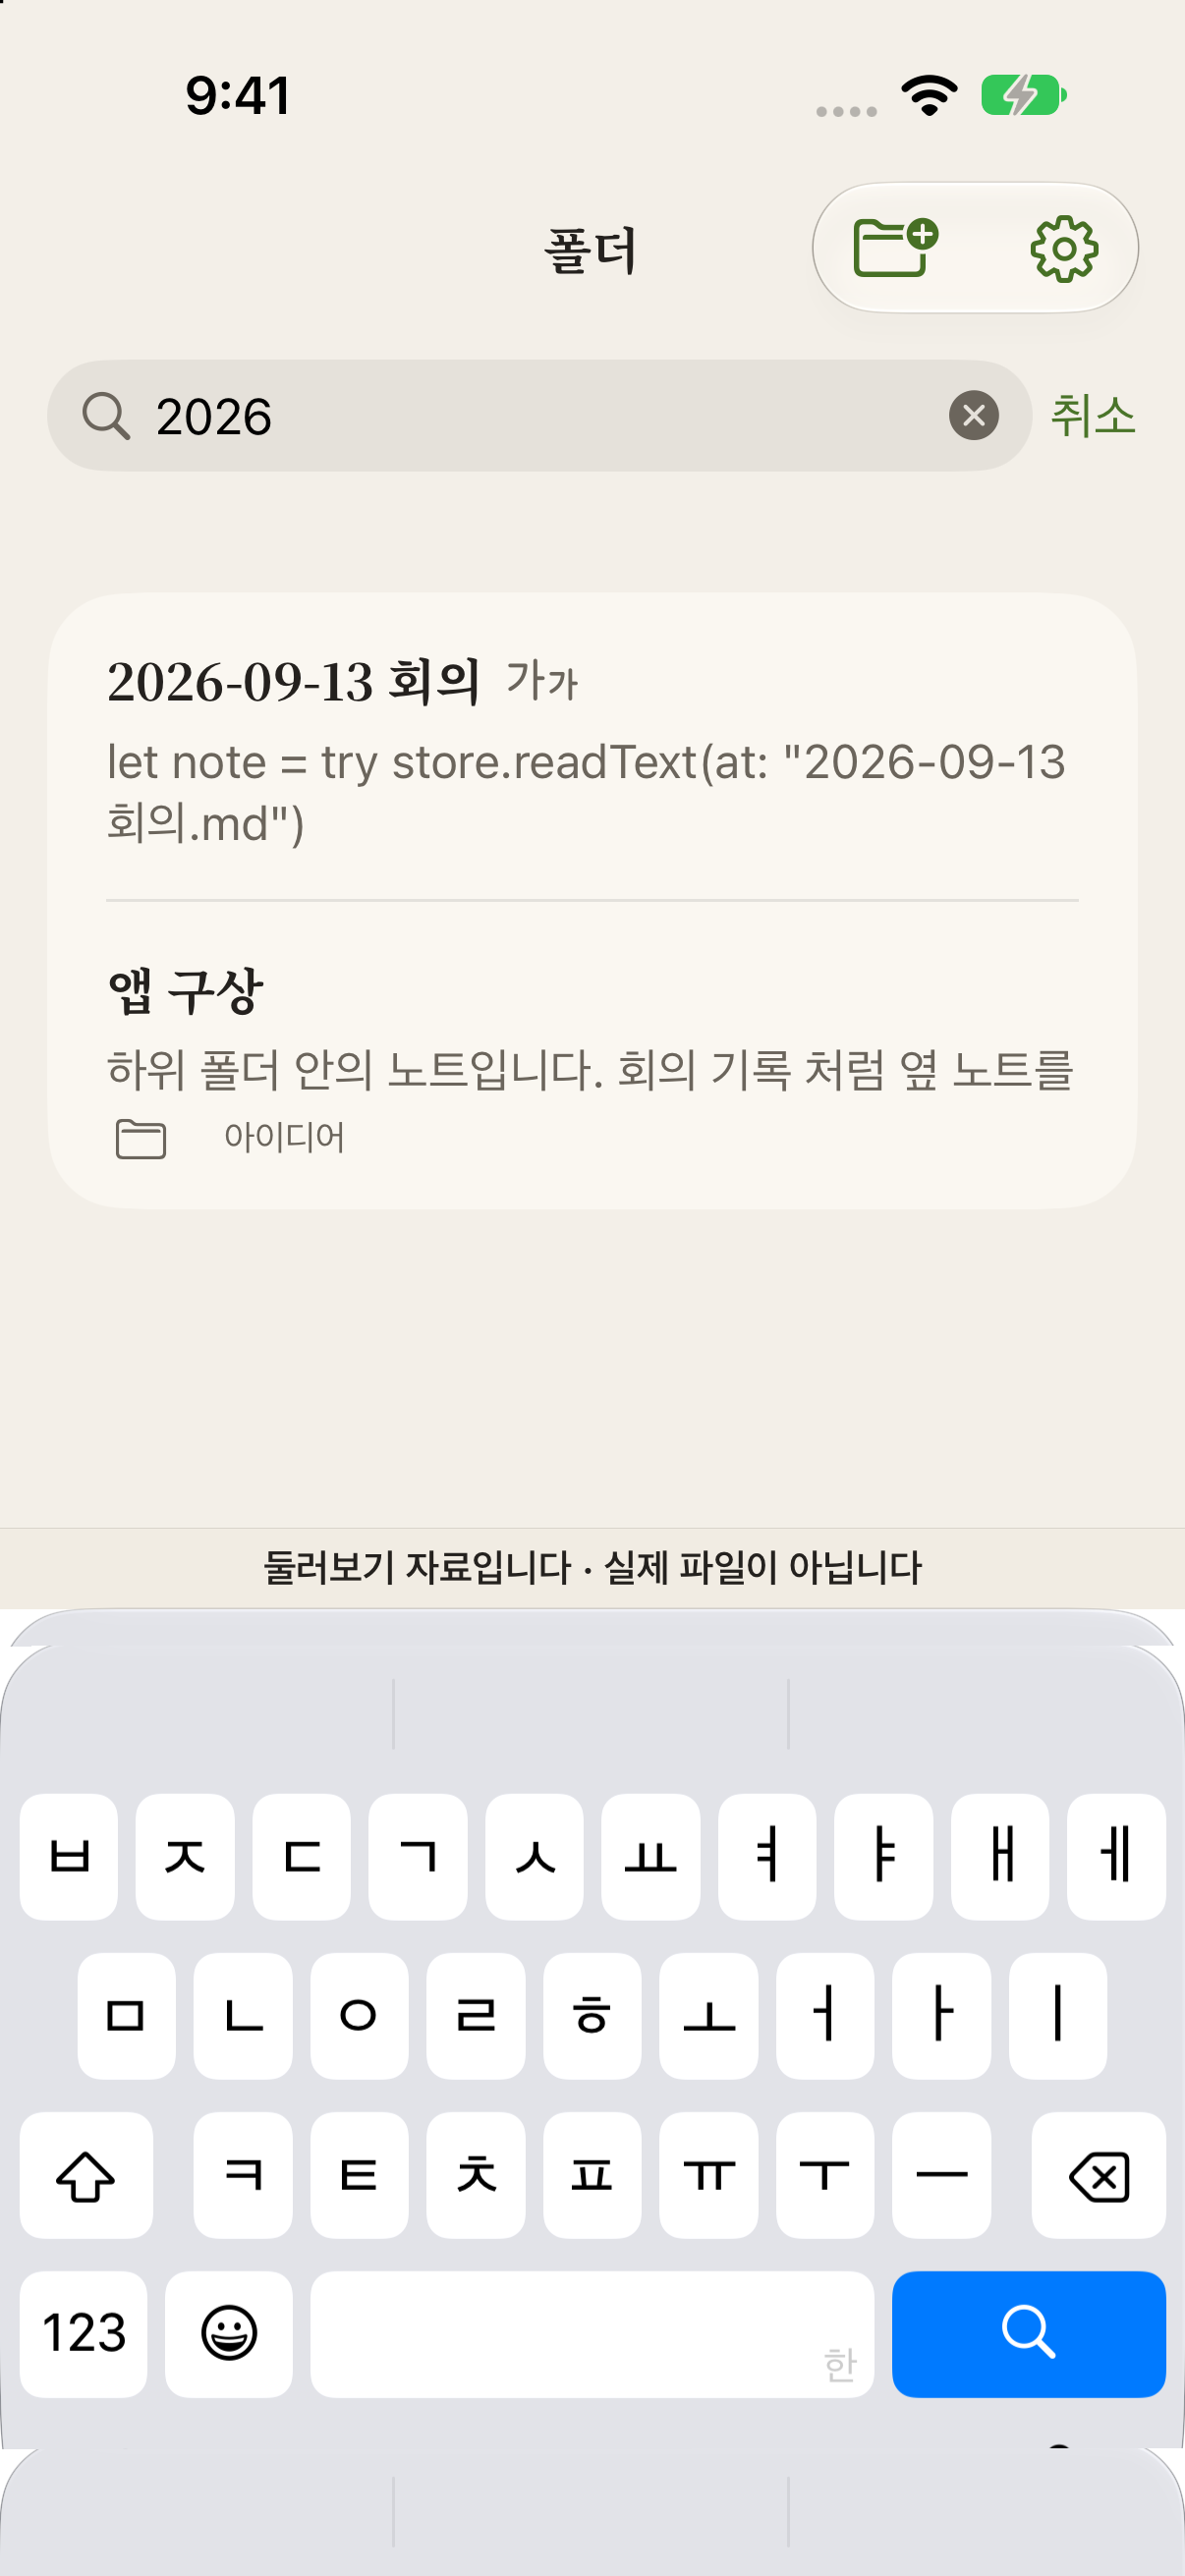 9:41
폴더
2026
취소
2026-09-13 회의 가가
let note = try store.readText(at: "2026-09-13
회의.md")
앱 구상
하위 폴더 안의 노트입니다. 회의 기록 처럼 옆 노트를
아이디어
둘러보기 자료입니다 · 실제 파일이 아닙니다
ㅂ ㅈ ㄷ ㄱ ㅅ ㅛ ㅕ ㅑ ㅐ ㅔ
ㅁ ㄴ ㅇ ㄹ ㅎ ㅗ ㅓ ㅏ ㅣ
ㅋ ㅌ ㅊ ㅍ ㅠ ㅜ ㅡ
123 한